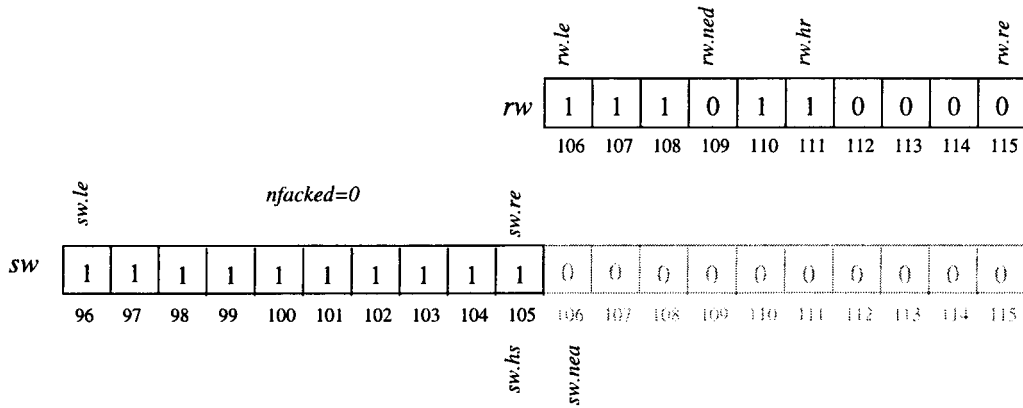 rw.le rw.ned rw.hr rw.re
rw 1 1 1 0 1 1 0 0 0 0
106 107 108 109 110 111 112 113 114 115
sw.le nfacked=0 sw.re
sw 1 1 1 1 1 1 1 1 1 1 0 0 0 0 0 0 0 0 0 0
96 97 98 99 100 101 102 103 104 105 106 107 108 109 110 111 112 113 114 115
sw.hs sw.nea